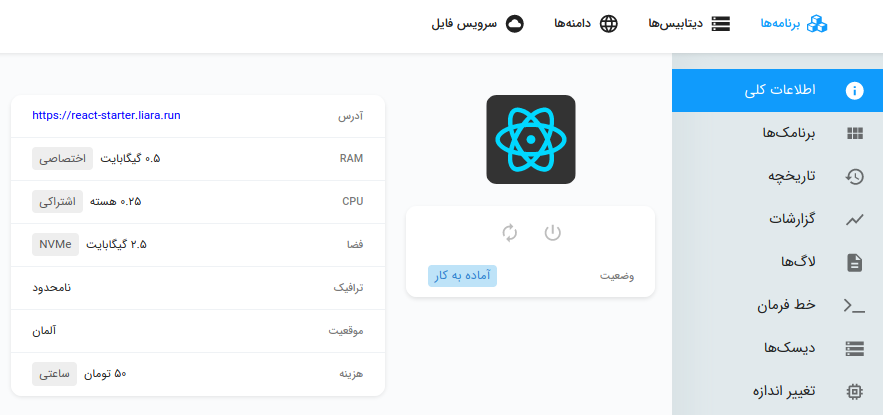 برنامه‌ها
دیتابیس‌ها
دامنه‌ها
سرویس فایل
اطلاعات کلی
برنامک‌ها
تاریخچه
گزارشات
لاگ‌ها
خط فرمان
دیسک‌ها
تغییر اندازه
وضعیت آماده به کار
آدرس https://react-starter.liara.run
RAM ۰.۵ گیگابایت اختصاصی
CPU ۰.۲۵ هسته اشتراکی
فضا ۲.۵ گیگابایت NVMe
ترافیک نامحدود
موقعیت آلمان
هزینه ۵۰ تومان ساعتی